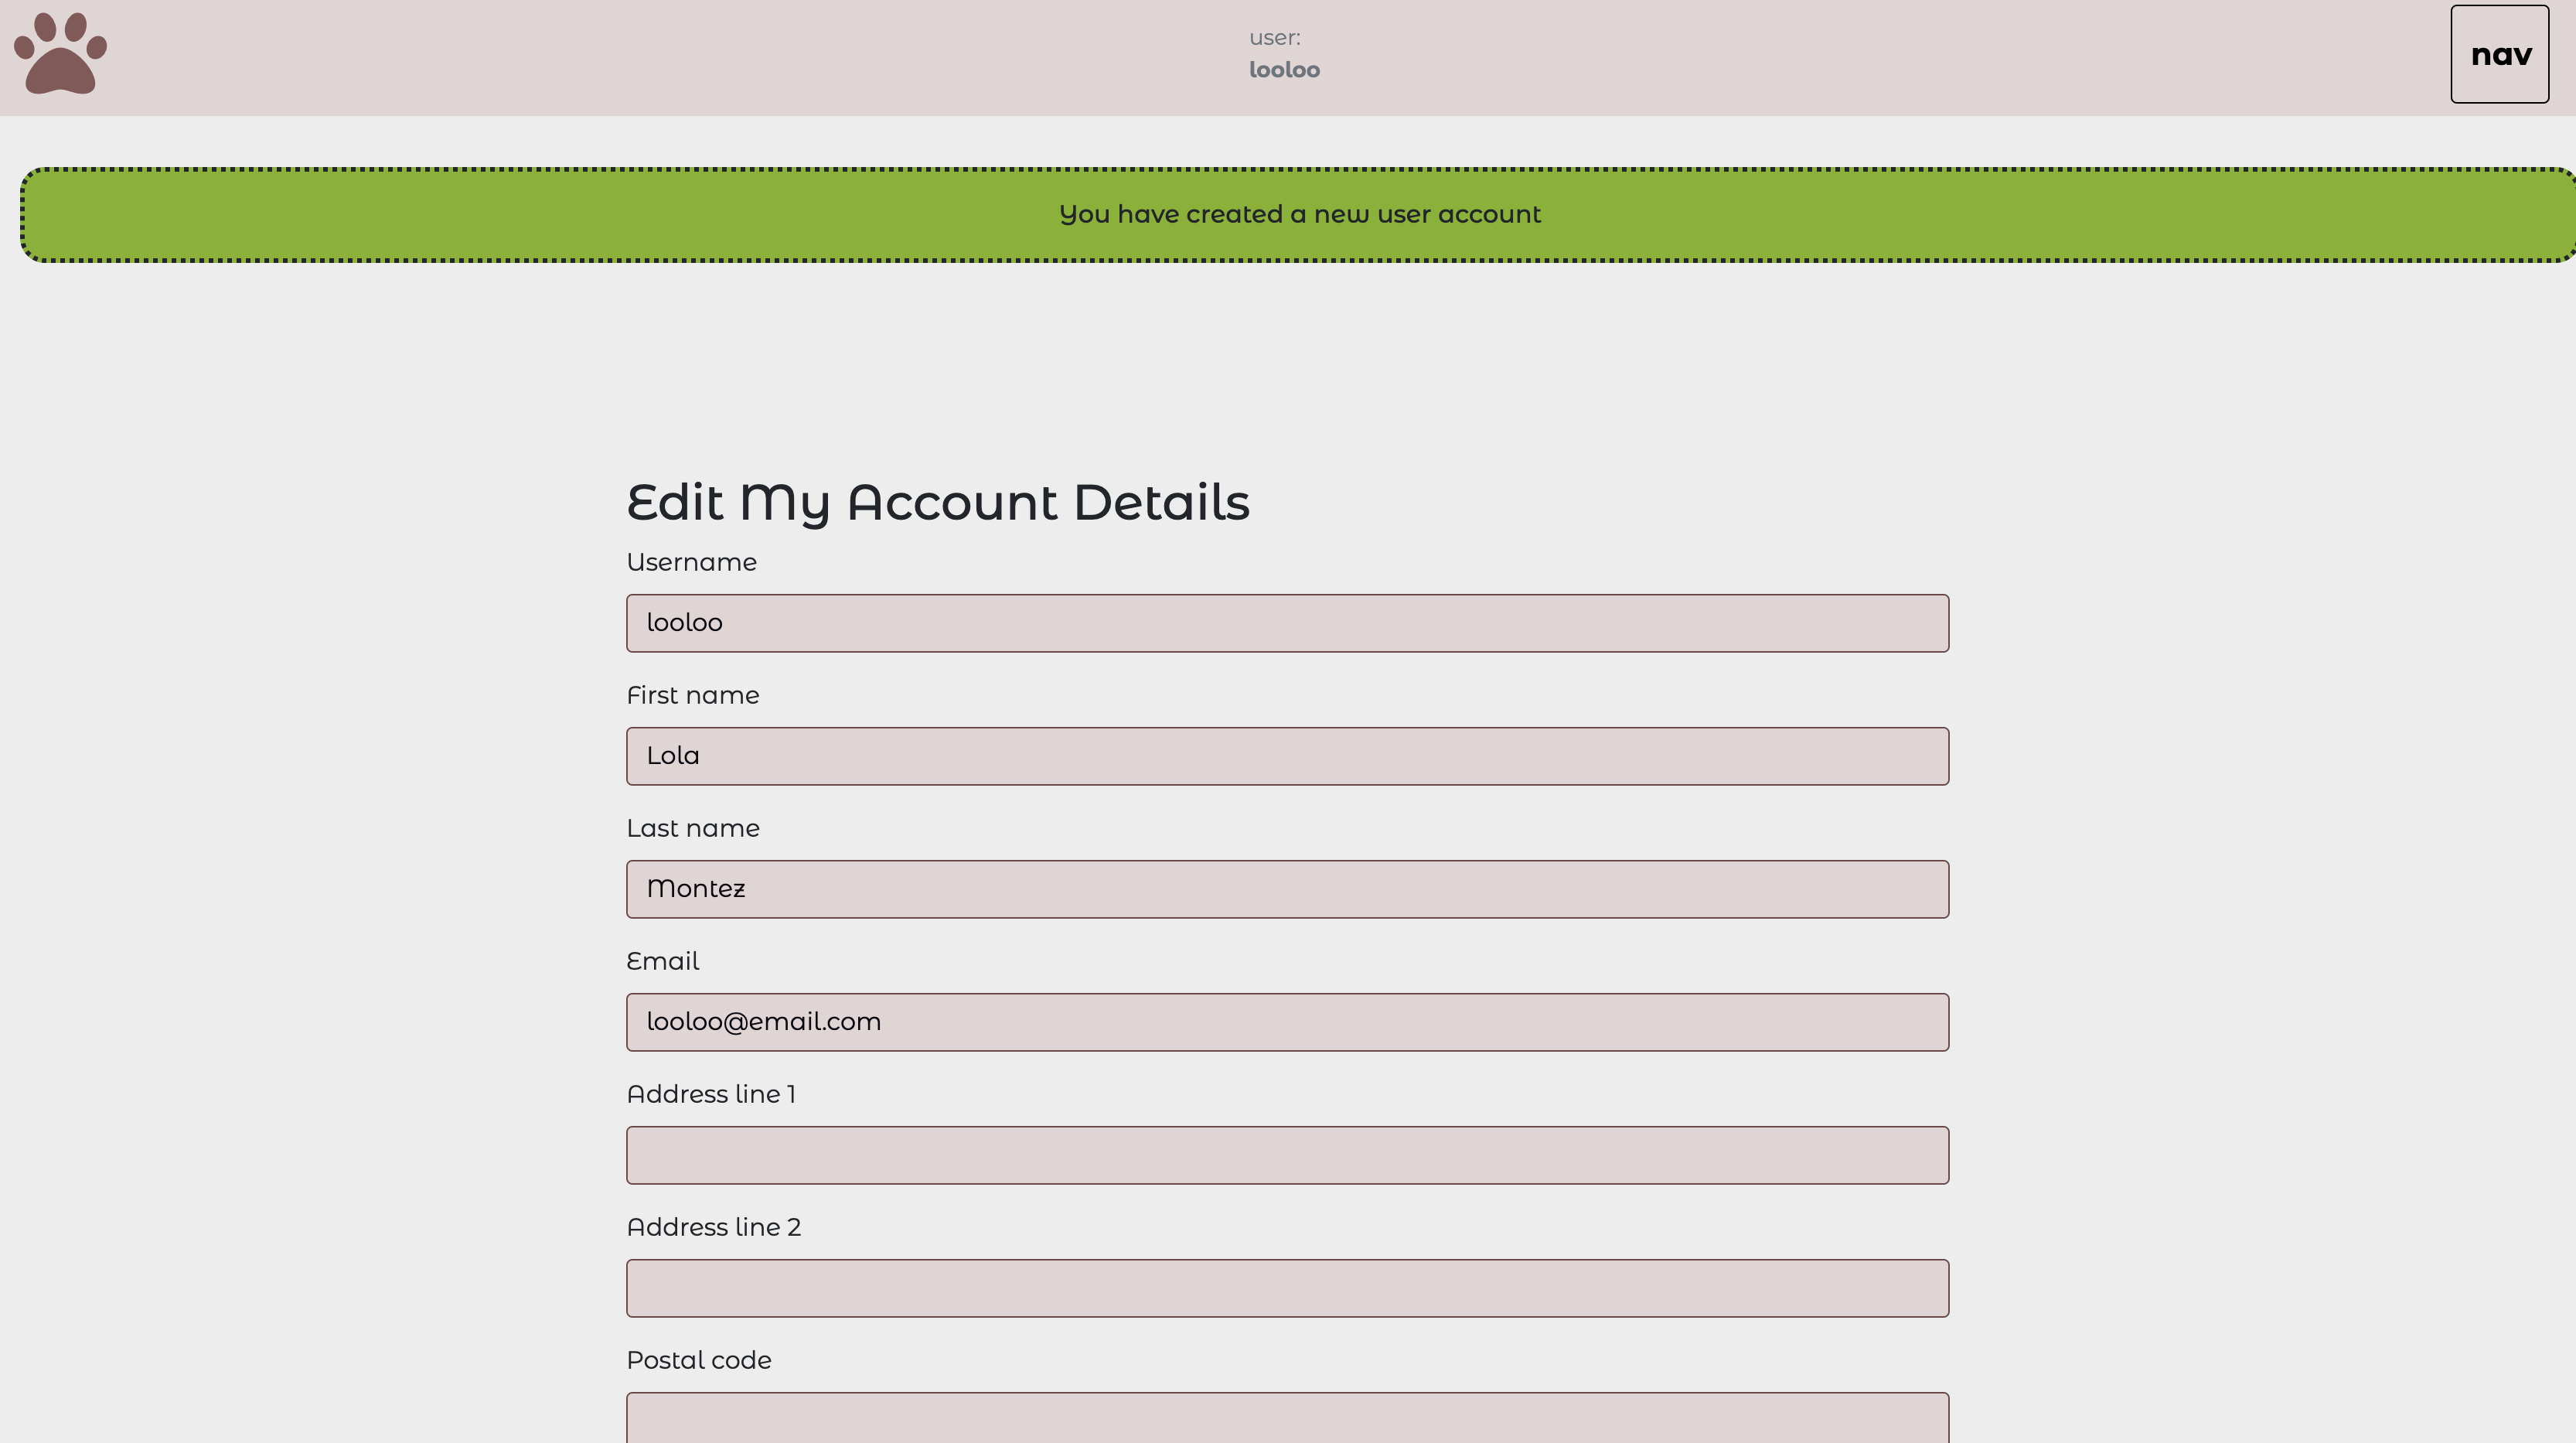 user:
looloo
nav
You have created a new user account
Edit My Account Details
Username
looloo
First name
Lola
Last name
Montez
Email
looloo@email.com
Address line 1
Address line 2
Postal code